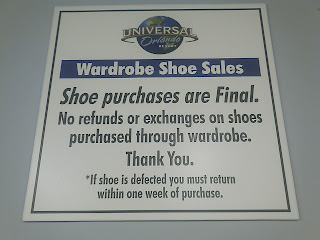 UNIVERSAL
Orlando
RESORT
Wardrobe Shoe Sales
Shoe purchases are Final.
No refunds or exchanges on shoes
purchased through wardrobe.
Thank You.
*If shoe is defected you must return
within one week of purchase.